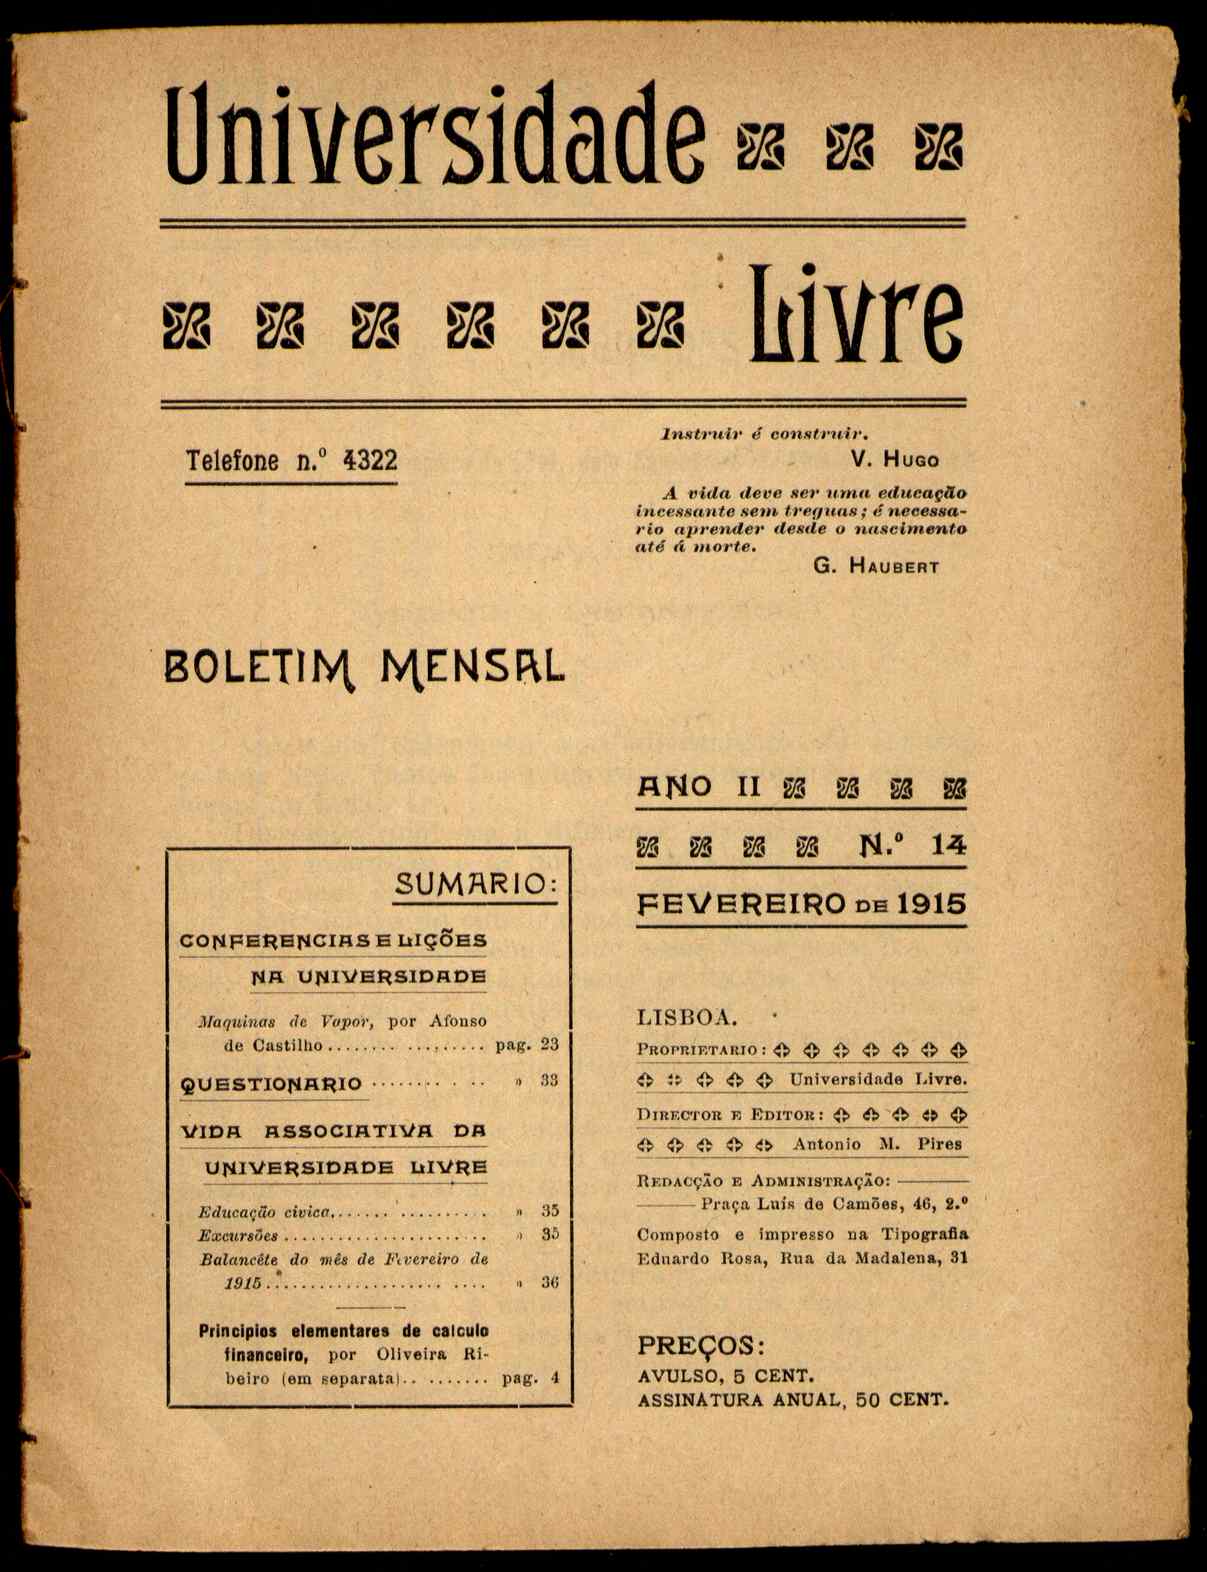 Universidade
Livre
Telefone n.º 4322
Instruir é construir.
V. HUGO
A vida deve ser uma educação
incessante sem treguas; é necessa-
rio aprender desde o nascimento
até á morte.
G. HAUBERT
BOLETIM MENSAL
ANO II
N.º 14
FEVEREIRO DE 1915
SUMARIO:
CONFERENCIAS E LIÇÕES
NA UNIVERSIDADE
Maquinas de Vapor, por Afonso
de Castilho.................... pag. 23
QUESTIONARIO ............ » 33
VIDA ASSOCIATIVA DA
UNIVERSIDADE LIVRE
Educação civica.................. » 35
Excursões ....................... » 35
Balancête do mês de Fevereiro de
1915.......................... » 36
Principios elementares de calculo
financeiro, por Oliveira Ri-
beiro (em separata).......... pag. 4
LISBOA.
PROPRIETARIO:
Universidade Livre.
DIRECTOR E EDITOR:
Antonio M. Pires
REDACÇÃO E ADMINISTRAÇÃO:
Praça Luís de Camões, 46, 2.º
Composto e impresso na Tipografia
Eduardo Rosa, Rua da Madalena, 31
PREÇOS:
AVULSO, 5 CENT.
ASSINATURA ANUAL, 50 CENT.